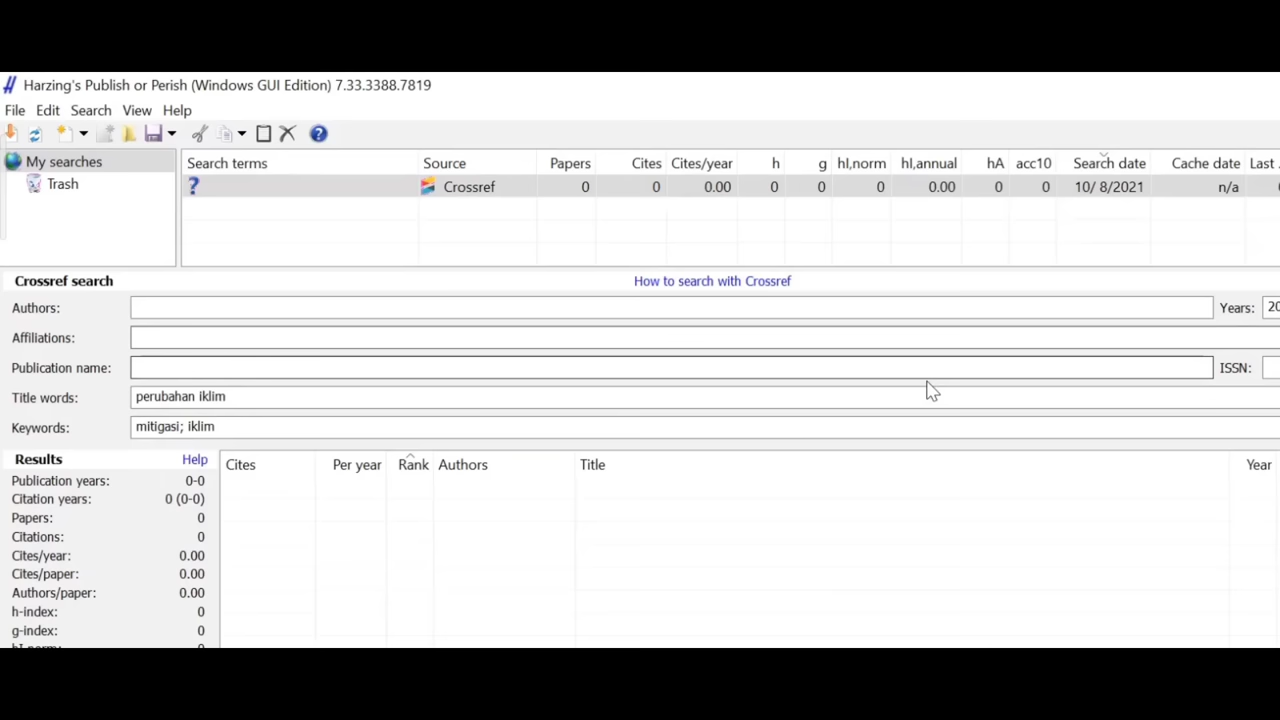 Harzing's Publish or Perish (Windows GUI Edition) 7.33.3388.7819
File Edit Search View Help
My searches
Trash
Search terms Source Papers Cites Cites/year h g hI,norm hI,annual hA acc10 Search date Cache date Last
Crossref 0 0 0.00 0 0 0 0.00 0 0 10/ 8/2021 n/a
Crossref search How to search with Crossref
Authors: Years: 20
Affiliations:
Publication name: ISSN:
Title words: perubahan iklim
Keywords: mitigasi; iklim
Results Help
Publication years: 0-0
Citation years: 0 (0-0)
Papers: 0
Citations: 0
Cites/year: 0.00
Cites/paper: 0.00
Authors/paper: 0.00
h-index: 0
g-index: 0
Cites Per year Rank Authors Title Year